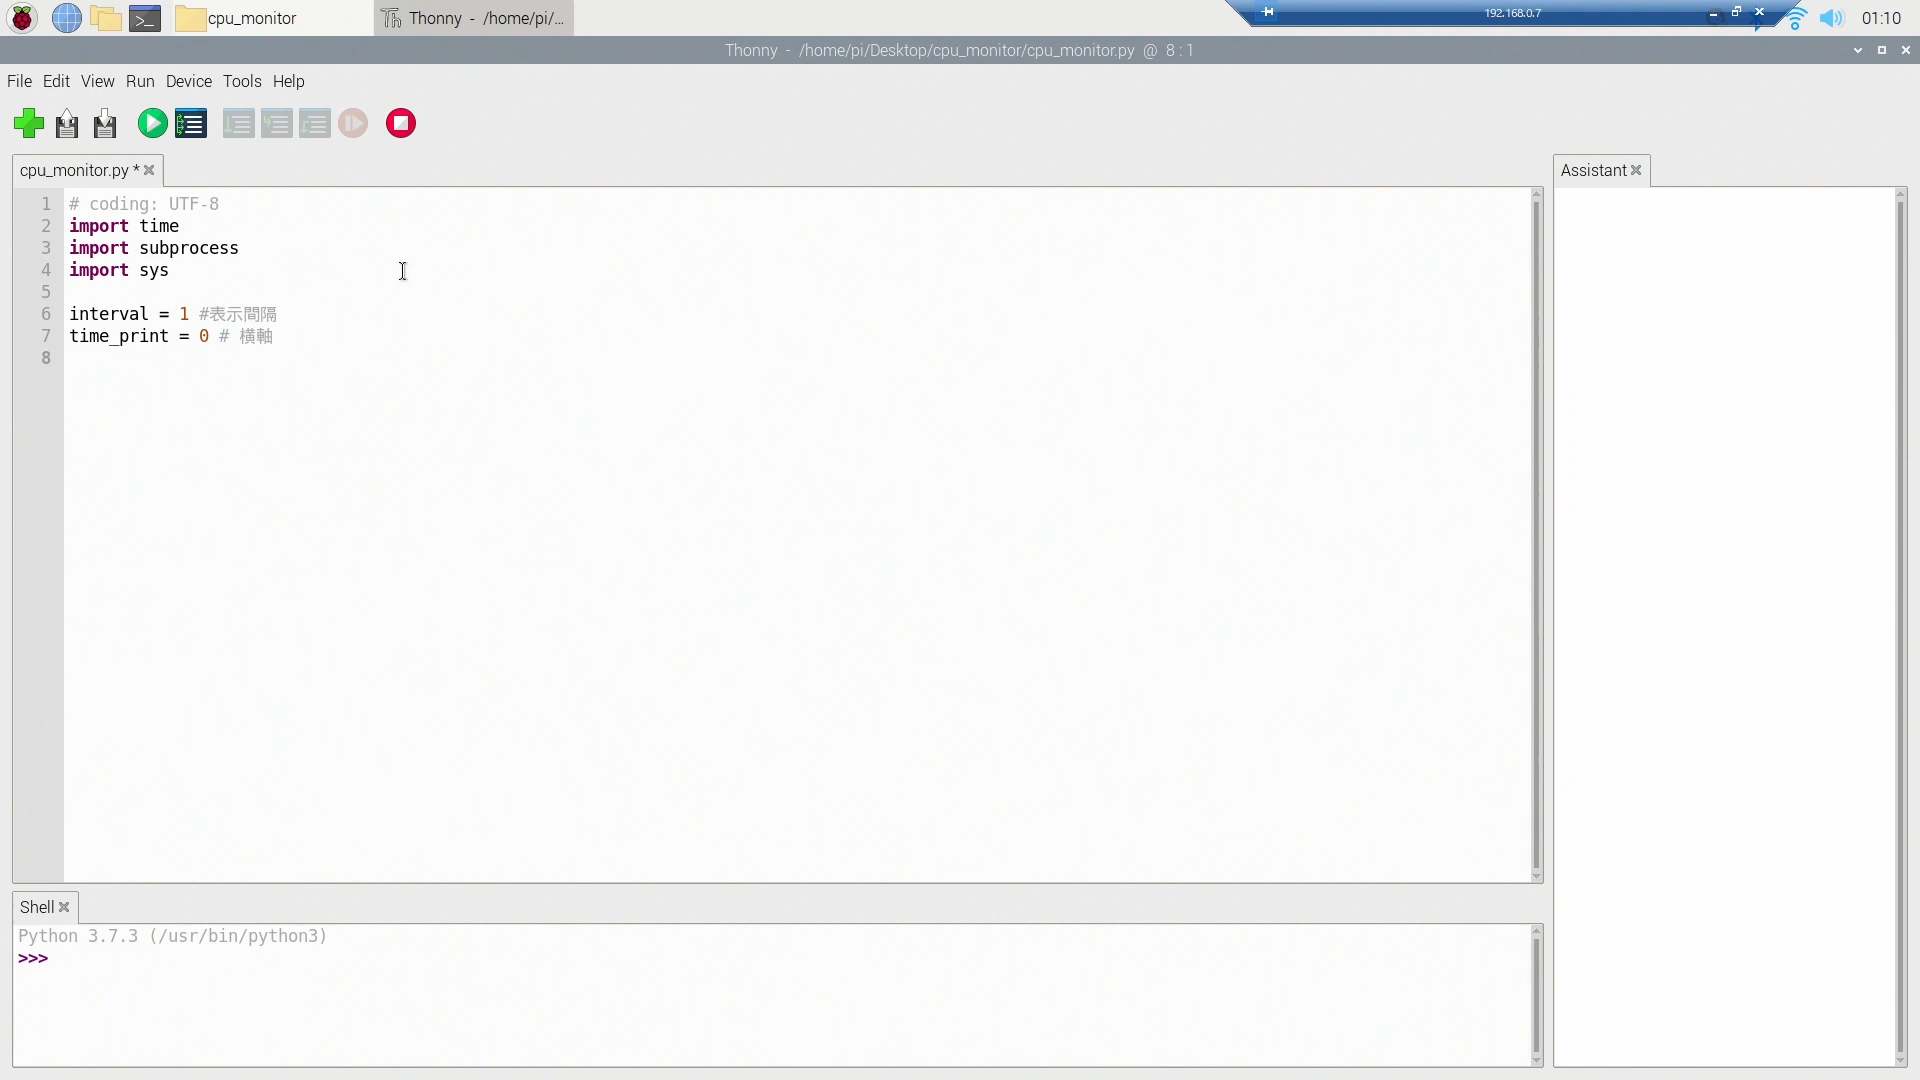 cpu_monitor
Thonny - /home/pi/...
192.168.0.7
01:10
Thonny - /home/pi/Desktop/cpu_monitor/cpu_monitor.py @ 8 : 1
File Edit View Run Device Tools Help
cpu_monitor.py *
Assistant
1 # coding: UTF-8
2 import time
3 import subprocess
4 import sys
5
6 interval = 1 #表示間隔
7 time_print = 0 # 横軸
8
Shell
Python 3.7.3 (/usr/bin/python3)
>>>